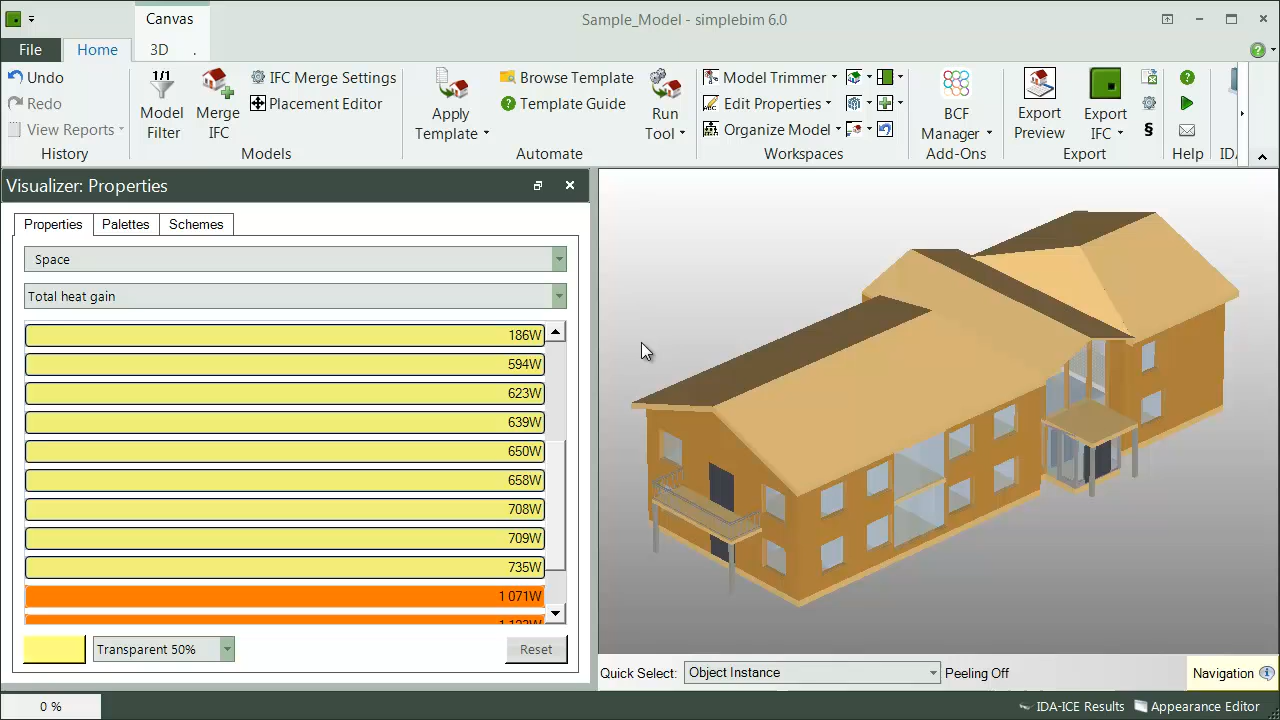 Canvas
Sample_Model - simplebim 6.0
File
Home
3D
Undo
Redo
View Reports
History
1/1
Model
Filter
Merge
IFC
IFC Merge Settings
Placement Editor
Models
Apply
Template
Browse Template
Template Guide
Run
Tool
Automate
Model Trimmer
Edit Properties
Organize Model
Workspaces
BCF
Manager
Add-Ons
Export
Preview
Export
IFC
§
Export
Help
IDA
Visualizer: Properties
Properties
Palettes
Schemes
Space
Total heat gain
186W
594W
623W
639W
650W
658W
708W
709W
735W
1 071W
Transparent 50%
Reset
Quick Select:
Object Instance
Peeling Off
Navigation
0 %
IDA-ICE Results
Appearance Editor